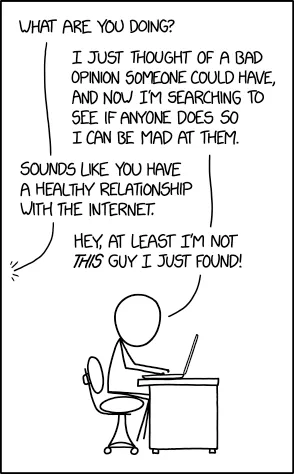 WHAT ARE YOU DOING?
I JUST THOUGHT OF A BAD
OPINION SOMEONE COULD HAVE,
AND NOW I'M SEARCHING TO
SEE IF ANYONE DOES SO
I CAN BE MAD AT THEM.
SOUNDS LIKE YOU HAVE
A HEALTHY RELATIONSHIP
WITH THE INTERNET.
HEY, AT LEAST I'M NOT
THIS GUY I JUST FOUND!